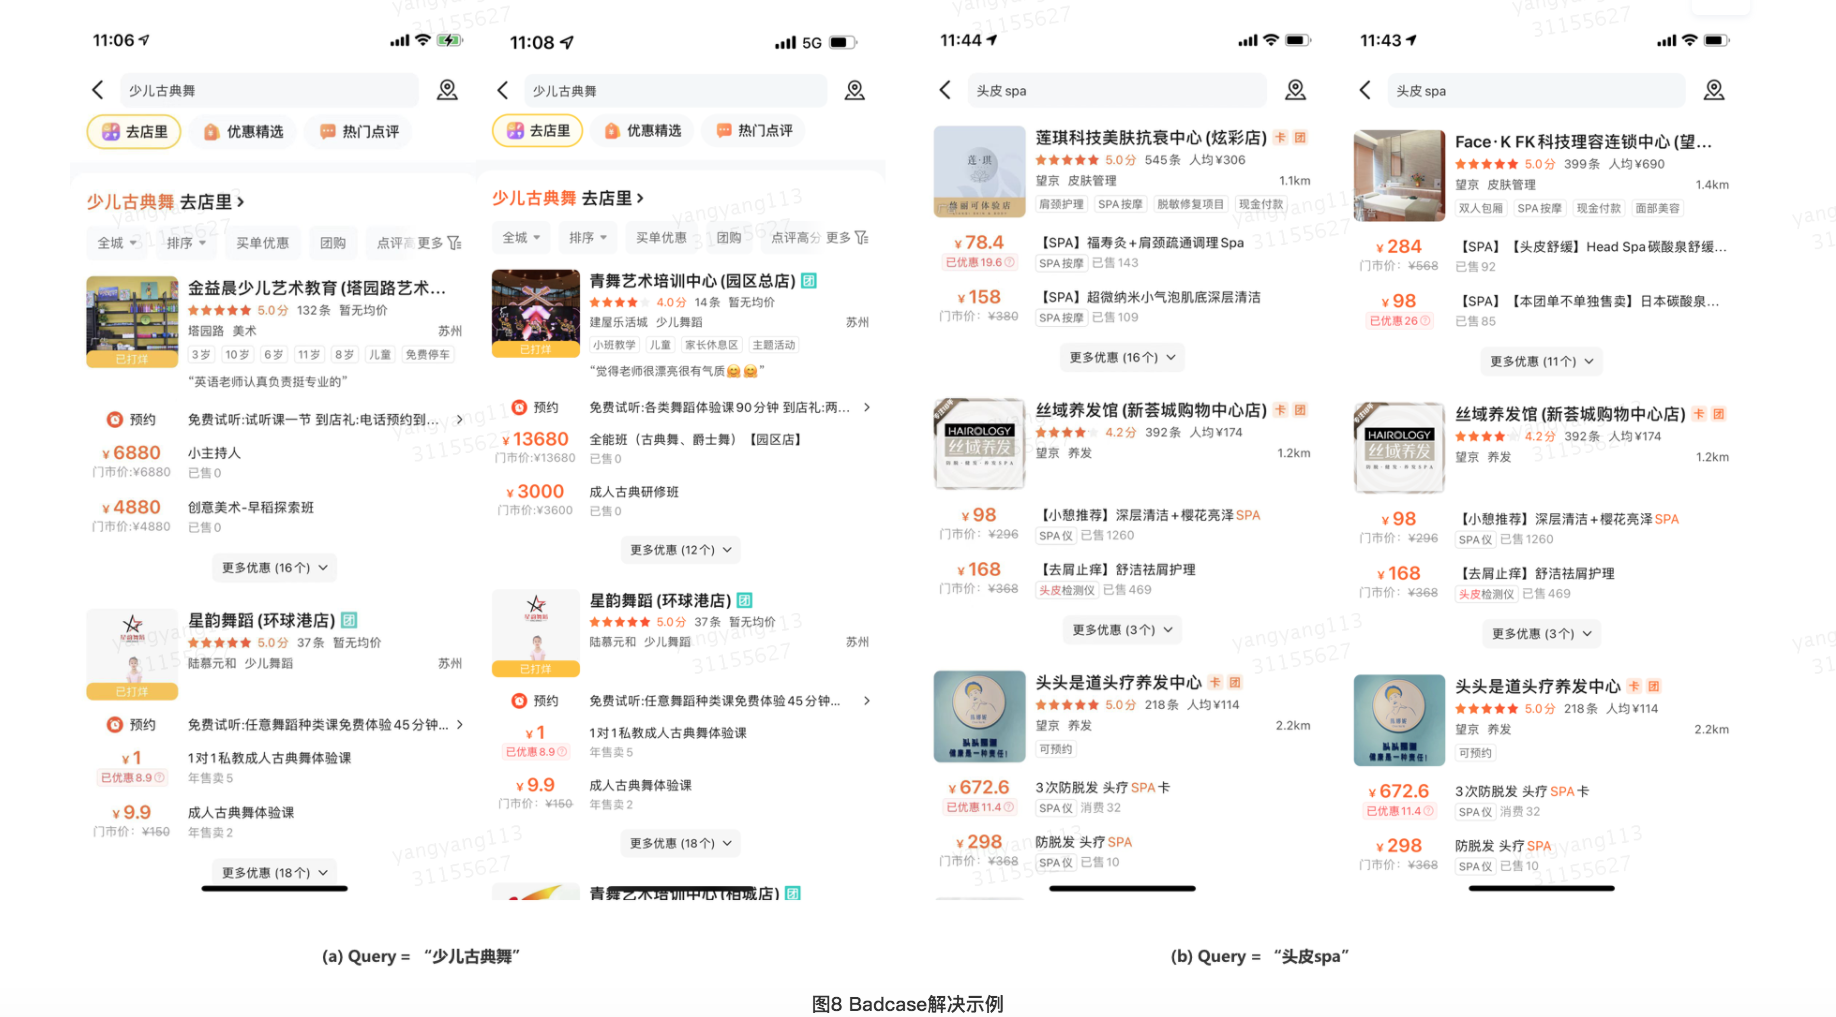 11:06
少儿古典舞
去店里
优惠精选
热门点评
少儿古典舞 去店里
全城 排序 买单优惠 团购 点评高 更多
金益晨少儿艺术教育(塔园路艺术...
5.0分 132条 暂无均价
塔园路 美术 苏州
3岁 10岁 6岁 11岁 8岁 儿童 免费停车
已打烊
“英语老师认真负责挺专业的”
预约 免费试听:试听课一节 到店礼:电话预约到...
¥6880 小主持人
门市价:¥6880 已售0
¥4880 创意美术-早稻探索班
门市价:¥4880 已售0
更多优惠 (16个)
星韵舞蹈 (环球港店) 团
5.0分 37条 暂无均价
陆慕元和 少儿舞蹈 苏州
已打烊
预约 免费试听:任意舞蹈种类课免费体验45分钟...
¥1 1对1私教成人古典舞体验课
已优惠8.9 年售卖5
¥9.9 成人古典舞体验课
门市价: ¥150 年售卖2
更多优惠 (18个)
11:08 5G
少儿古典舞
去店里
优惠精选
热门点评
少儿古典舞 去店里
全城 排序 买单优惠 团购 点评高分 更多
青舞艺术培训中心 (园区总店) 团
4.0分 14条 暂无均价
建屋乐活城 少儿舞蹈 苏州
小班教学 儿童 家长休息区 主题活动
已打烊
“觉得老师很漂亮很有气质🤗🤗”
预约 免费试听:各类舞蹈体验课90分钟 到店礼:两...
¥13680 全能班（古典舞、爵士舞）【园区店】
门市价:¥13680 已售0
¥3000 成人古典研修班
门市价:¥3600 已售0
更多优惠 (12个)
星韵舞蹈 (环球港店) 团
5.0分 37条 暂无均价
陆慕元和 少儿舞蹈 苏州
已打烊
预约 免费试听:任意舞蹈种类课免费体验45分钟...
¥1 1对1私教成人古典舞体验课
已优惠8.9 年售卖5
¥9.9 成人古典舞体验课
门市价: ¥150 年售卖2
更多优惠 (18个)
青舞艺术培训中心 (相城店) 团
11:44
头皮 spa
莲琪科技美肤抗衰中心 (炫彩店) 卡 团
5.0分 545条 人均¥306
望京 皮肤管理 1.1km
肩颈护理 SPA按摩 脱敏修复项目 现金付款
¥78.4 【SPA】福寿灸+肩颈疏通调理Spa
已优惠19.6 SPA按摩 已售143
¥158 【SPA】超微纳米小气泡肌底深层清洁
门市价: ¥380 SPA按摩 已售109
更多优惠 (16个)
HAIROLOGY
丝域养发
丝域养发馆 (新荟城购物中心店) 卡 团
4.2分 392条 人均¥174
望京 养发 1.2km
¥98 【小憩推荐】深层清洁+樱花亮泽SPA
门市价: ¥296 SPA仪 已售1260
¥168 【去屑止痒】舒洁祛屑护理
门市价: ¥368 头皮检测仪 已售469
更多优惠 (3个)
头头是道头疗养发中心 卡 团
5.0分 218条 人均¥114
望京 养发 2.2km
可预约
健康是一种责任!
¥672.6 3次防脱发 头疗SPA卡
已优惠11.4 SPA仪 消费32
¥298 防脱发 头疗SPA
门市价: ¥368 SPA仪 已售10
11:43
头皮 spa
Face·K FK科技理容连锁中心 (望...
5.0分 399条 人均¥690
望京 皮肤管理 1.4km
双人包厢 SPA按摩 现金付款 面部美容
¥284 【SPA】【头皮舒缓】Head Spa碳酸泉舒缓...
门市价: ¥568 已售92
¥98 【SPA】【本团单不单独售卖】日本碳酸泉...
已优惠26 已售85
更多优惠 (11个)
HAIROLOGY
丝域养发
丝域养发馆 (新荟城购物中心店) 卡 团
4.2分 392条 人均¥174
望京 养发 1.2km
¥98 【小憩推荐】深层清洁+樱花亮泽SPA
门市价: ¥296 SPA仪 已售1260
¥168 【去屑止痒】舒洁祛屑护理
门市价: ¥368 头皮检测仪 已售469
更多优惠 (3个)
头头是道头疗养发中心 卡 团
5.0分 218条 人均¥114
望京 养发 2.2km
可预约
健康是一种责任!
¥672.6 3次防脱发 头疗SPA卡
已优惠11.4 SPA仪 消费32
¥298 防脱发 头疗SPA
门市价: ¥368 SPA仪 已售10
yangyang113
31155627
(a) Query = “少儿古典舞”
(b) Query = “头皮spa”
图8 Badcase解决示例